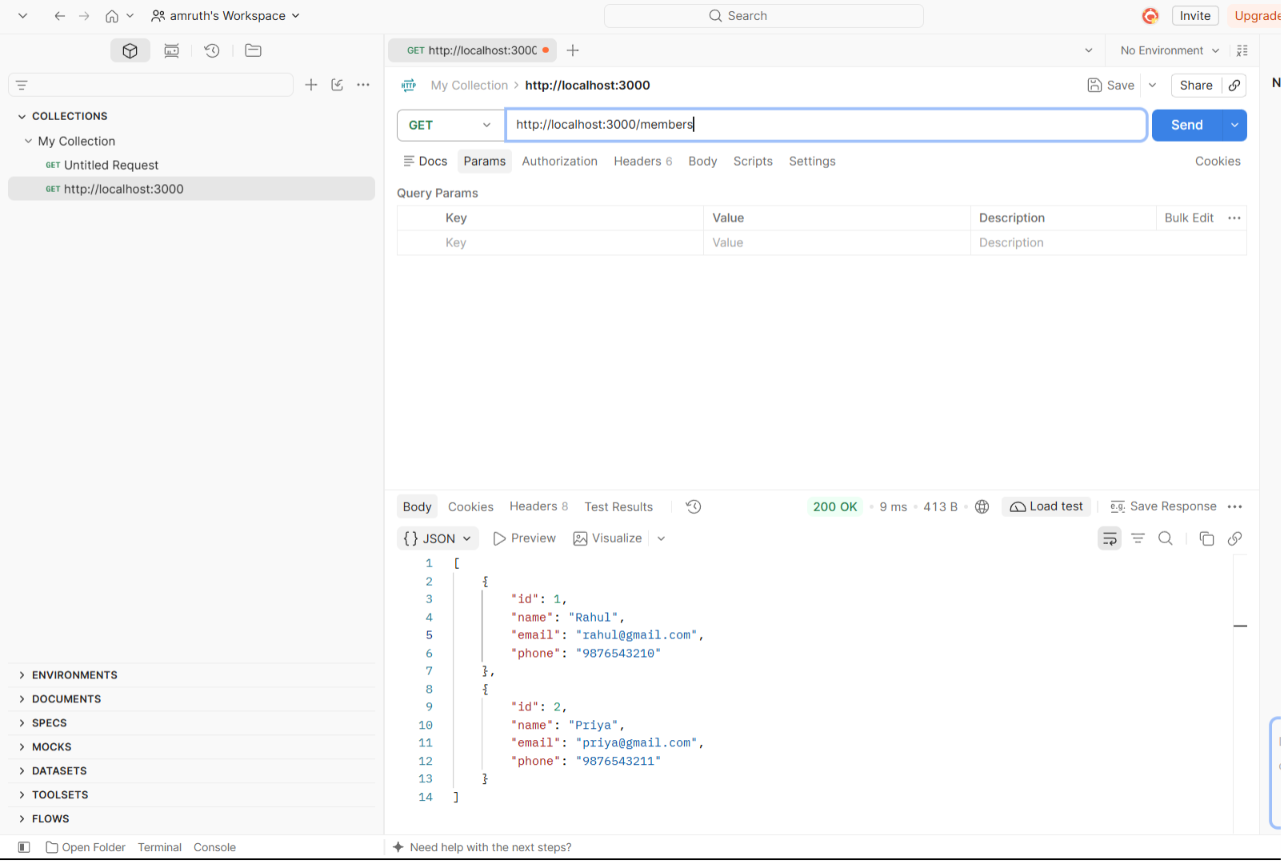 amruth's Workspace
Search
Invite
Upgrade
GET http://localhost:3000
No Environment
My Collection > http://localhost:3000
Save
Share
GET
http://localhost:3000/members
Send
Docs Params Authorization Headers 6 Body Scripts Settings
Cookies
Query Params
Key Value Description Bulk Edit
Key Value Description
COLLECTIONS
My Collection
GET Untitled Request
GET http://localhost:3000
ENVIRONMENTS
DOCUMENTS
SPECS
MOCKS
DATASETS
TOOLSETS
FLOWS
Body Cookies Headers 8 Test Results
200 OK • 9 ms • 413 B
Load test
e.g. Save Response
{} JSON Preview Visualize
1 [
2 {
3 "id": 1,
4 "name": "Rahul",
5 "email": "rahul@gmail.com",
6 "phone": "9876543210"
7 },
8 {
9 "id": 2,
10 "name": "Priya",
11 "email": "priya@gmail.com",
12 "phone": "9876543211"
13 }
14 ]
Open Folder Terminal Console
Need help with the next steps?